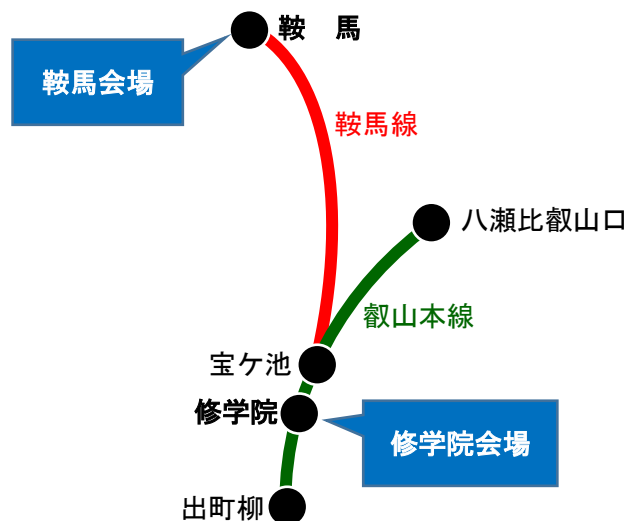 鞍　馬
鞍馬会場
鞍馬線
八瀬比叡山口
叡山本線
宝ケ池
修学院
修学院会場
出町柳